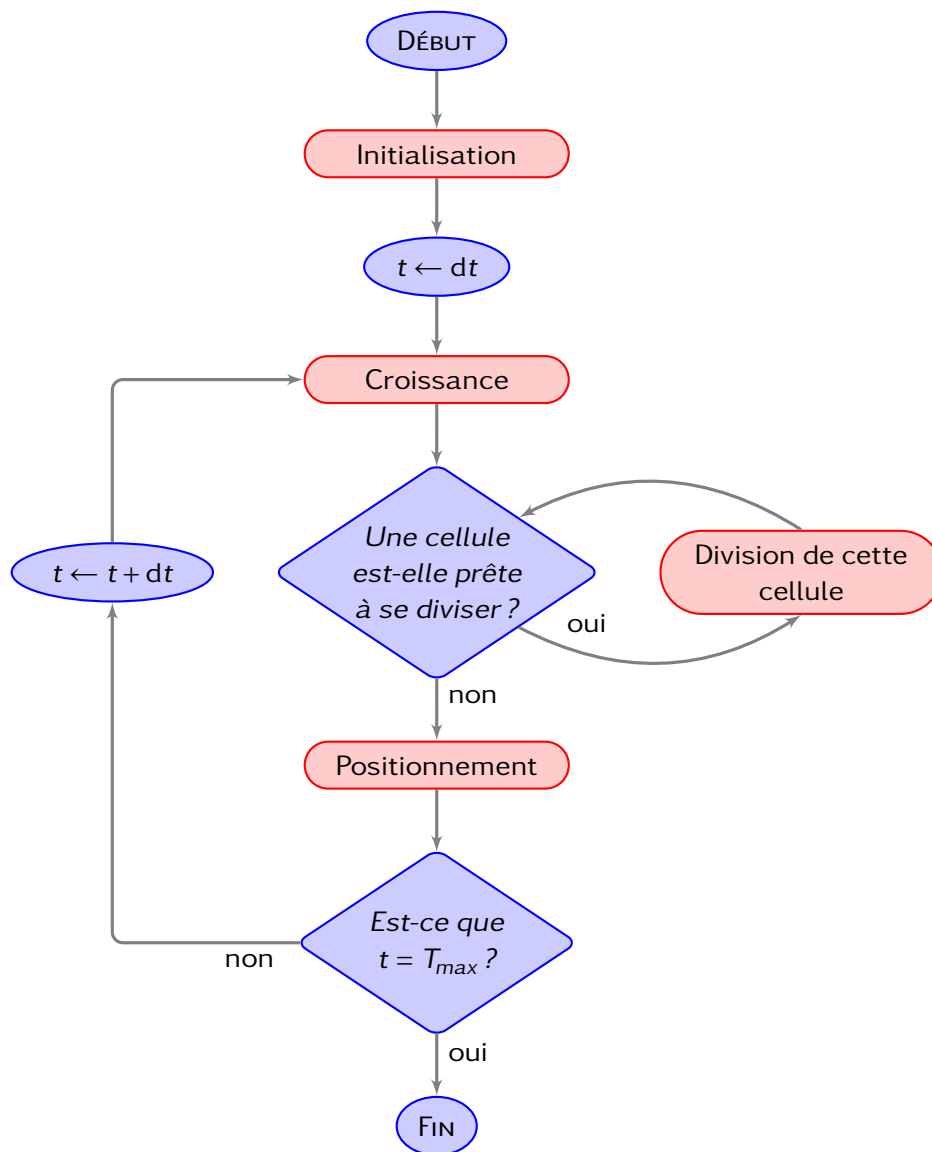 DÉBUT
Initialisation
t ← dt
Croissance
Une cellule
est-elle prête
à se diviser ?
Division de cette
cellule
t ← t + dt
oui
non
Positionnement
Est-ce que
t = Tmax ?
non
oui
FIN